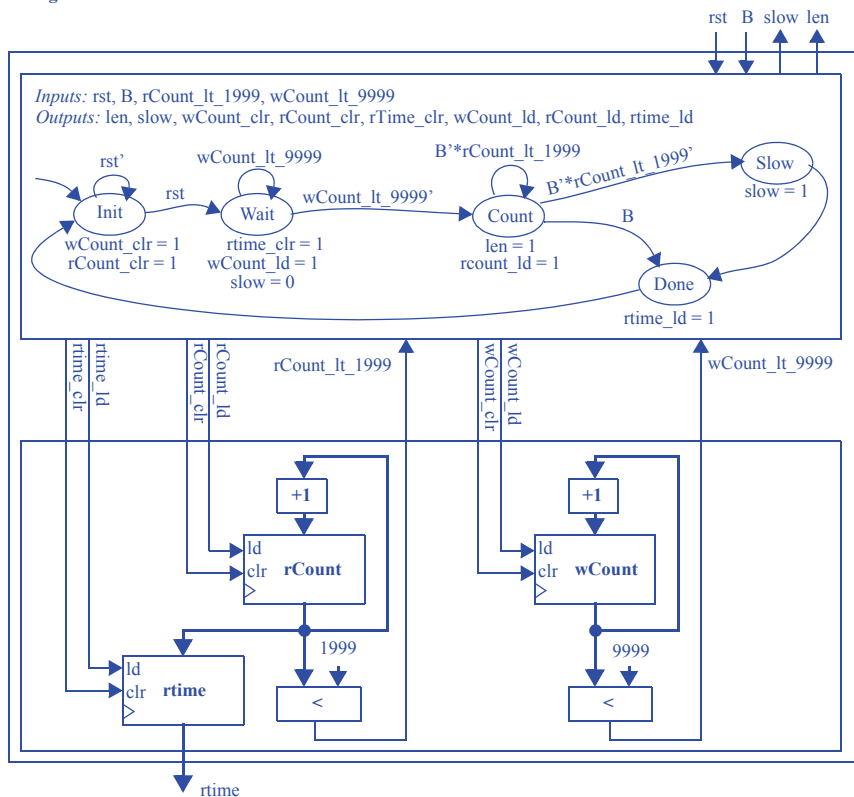 rst B slow len
Inputs: rst, B, rCount_lt_1999, wCount_lt_9999
Outputs: len, slow, wCount_clr, rCount_clr, rTime_clr, wCount_ld, rCount_ld, rtime_ld
rst’
wCount_lt_9999
B’*rCount_lt_1999
B’*rCount_lt_1999’
Slow
slow = 1
Init
rst
Wait
wCount_lt_9999’
Count
B
wCount_clr = 1
rCount_clr = 1
rtime_clr = 1
wCount_ld = 1
slow = 0
len = 1
rcount_ld = 1
Done
rtime_ld = 1
rtime_clr
rtime_ld
rCount_clr
rCount_ld
rCount_lt_1999
wCount_clr
wCount_ld
wCount_lt_9999
+1
+1
ld
clr
rCount
ld
clr
wCount
1999
9999
ld
clr
rtime
<
<
rtime